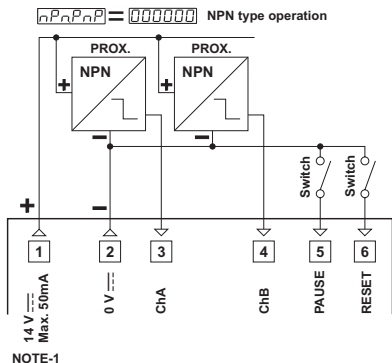 nPnPnP = 000000 NPN type operation
PROX. PROX.
NPN NPN
+ +
− −
Switch Switch
+ −
1 2 3 4 5 6
14 V
Max. 50mA
0 V
ChA
ChB
PAUSE
RESET
NOTE-1